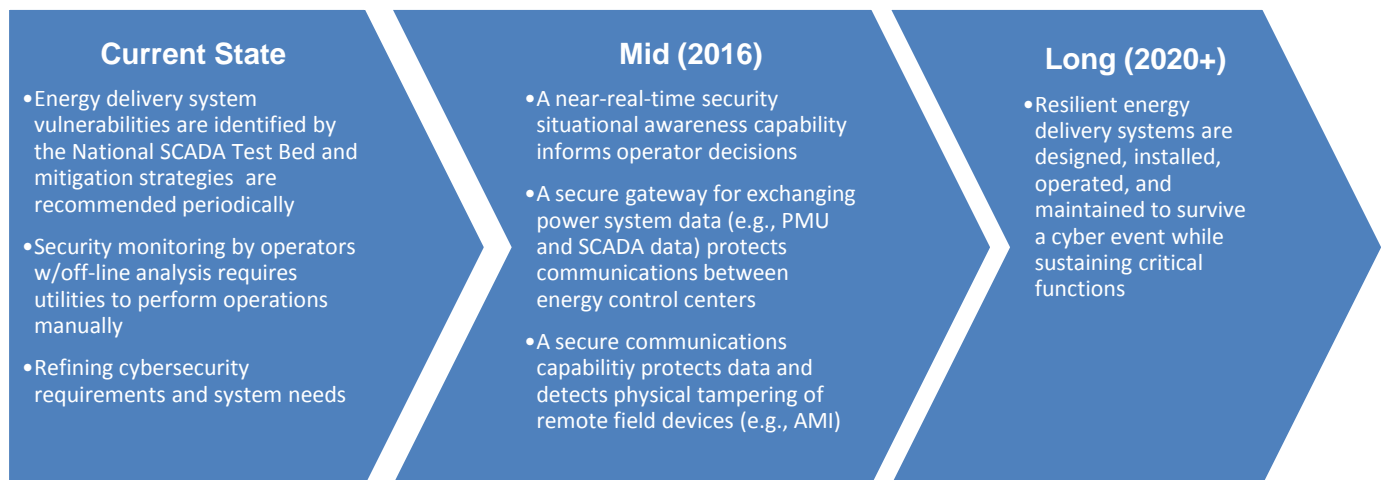 Current State
•Energy delivery system
vulnerabilities are identified by
the National SCADA Test Bed and
mitigation strategies are
recommended periodically
•Security monitoring by operators
w/off-line analysis requires
utilities to perform operations
manually
•Refining cybersecurity
requirements and system needs
Mid (2016)
•A near-real-time security
situational awareness capability
informs operator decisions
•A secure gateway for exchanging
power system data (e.g., PMU
and SCADA data) protects
communications between
energy control centers
•A secure communications
capabilitiy protects data and
detects physical tampering of
remote field devices (e.g., AMI)
Long (2020+)
•Resilient energy
delivery systems are
designed, installed,
operated, and
maintained to survive
a cyber event while
sustaining critical
functions